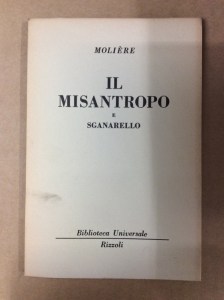 MOLIÈRE
IL
MISANTROPO
E
SGANARELLO
Biblioteca Universale
Rizzoli